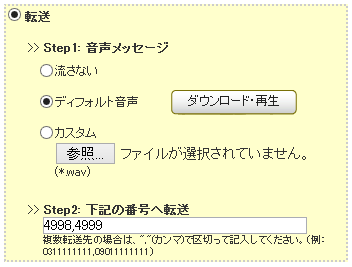 転送
>> Step1: 音声メッセージ
流さない
ディフォルト音声 ダウンロード・再生
カスタム
参照... ファイルが選択されていません。
(*.wav)
>> Step2: 下記の番号へ転送
4998,4999
複数転送先の場合は、","(カンマ)で区切って記入してください。(例:
0311111111,09011111111)